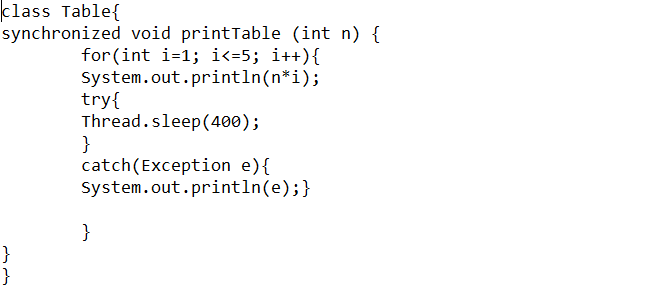 class Table{
synchronized void printTable (int n) {
for(int i=1; i<=5; i++){
System.out.println(n*i);
try{
Thread.sleep(400);
}
catch(Exception e){
System.out.println(e);}
}
}
}